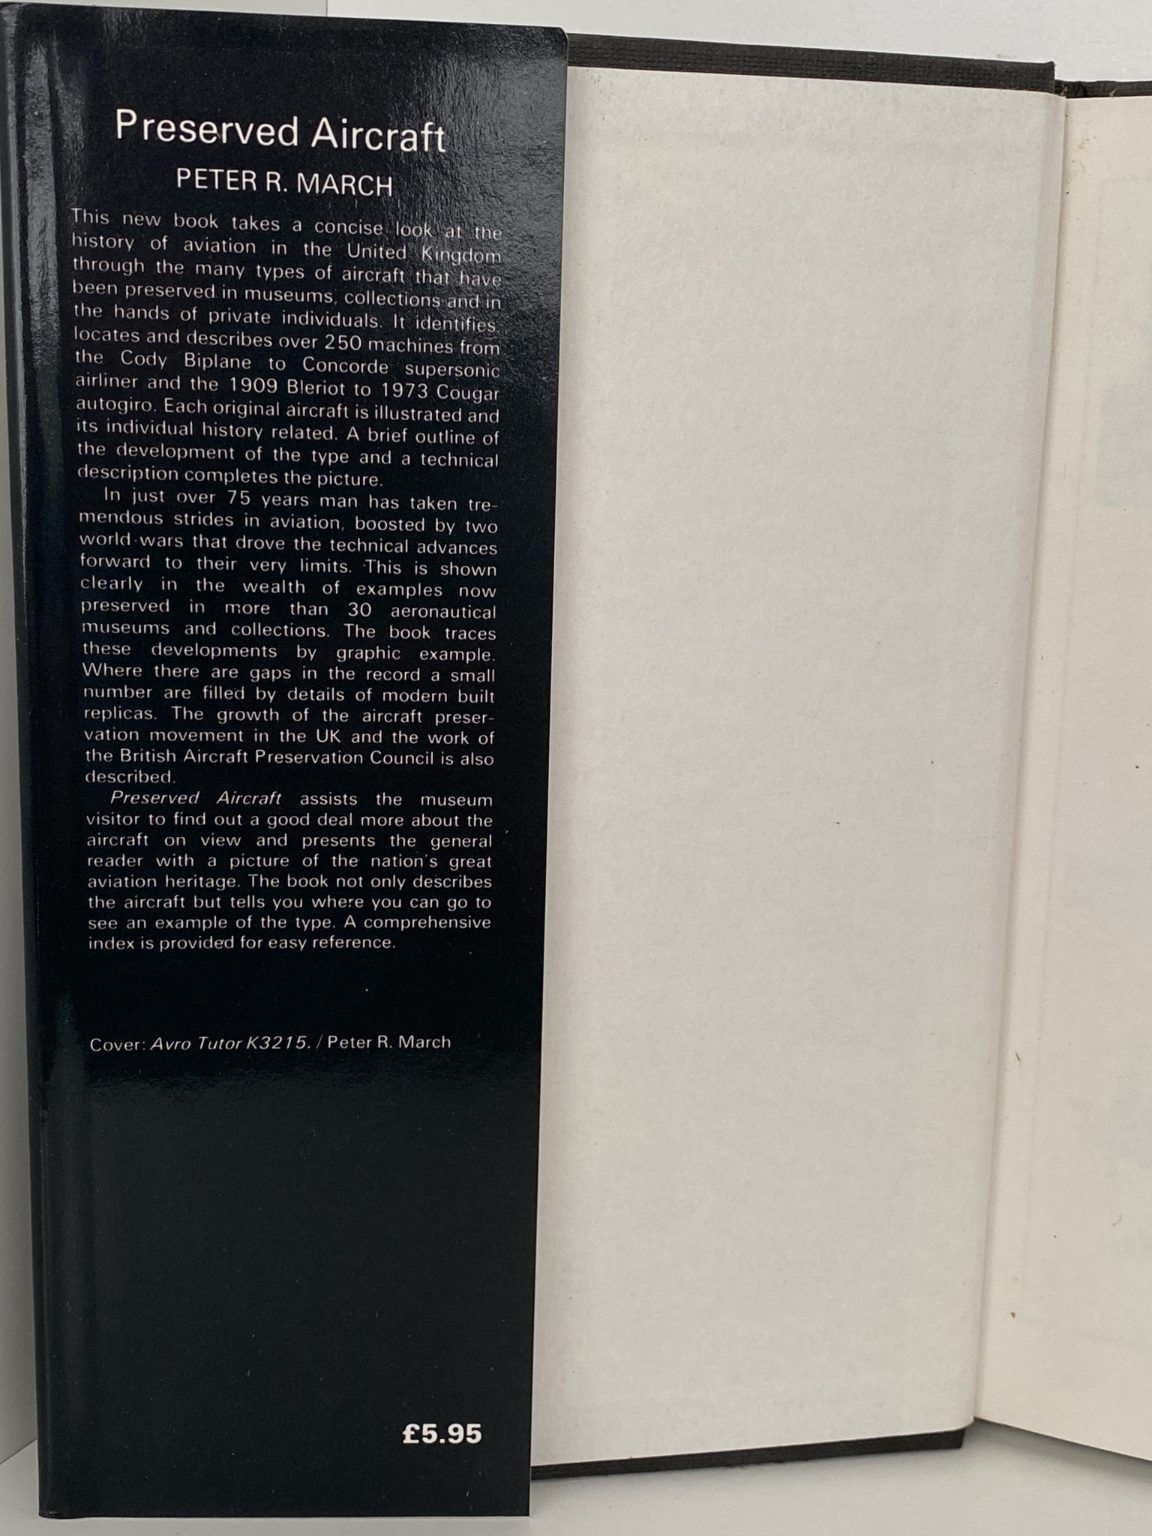 Preserved Aircraft
PETER R. MARCH
This new book takes a concise look at the
history of aviation in the United Kingdom
through the many types of aircraft that have
been preserved in museums, collections and in
the hands of private individuals. It identifies,
locates and describes over 250 machines from
the Cody Biplane to Concorde supersonic
airliner and the 1909 Bleriot to 1973 Cougar
autogiro. Each original aircraft is illustrated and
its individual history related. A brief outline of
the development of the type and a technical
description completes the picture.
In just over 75 years man has taken tre-
mendous strides in aviation, boosted by two
world wars that drove the technical advances
forward to their very limits. This is shown
clearly in the wealth of examples now
preserved in more than 30 aeronautical
museums and collections. The book traces
these developments by graphic example.
Where there are gaps in the record a small
number are filled by details of modern built
replicas. The growth of the aircraft preser-
vation movement in the UK and the work of
the British Aircraft Preservation Council is also
described.
Preserved Aircraft assists the museum
visitor to find out a good deal more about the
aircraft on view and presents the general
reader with a picture of the nation's great
aviation heritage. The book not only describes
the aircraft but tells you where you can go to
see an example of the type. A comprehensive
index is provided for easy reference.
Cover: Avro Tutor K3215. / Peter R. March
£5.95